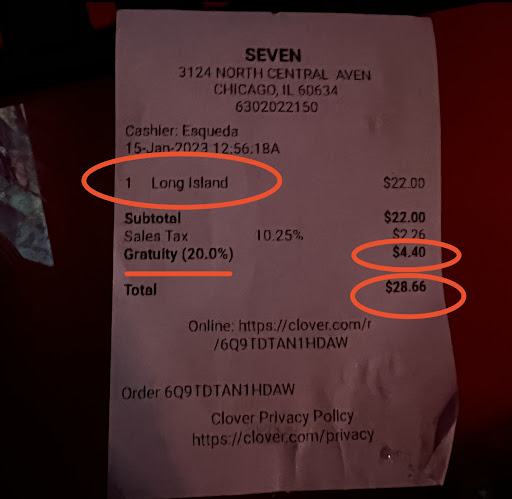 SEVEN
3124 NORTH CENTRAL AVEN
CHICAGO, IL 60634
6302022150
Cashier: Esqueda
15-Jan-2023 12:56:18A
1 Long Island $22.00
Subtotal $22.00
Sales Tax 10.25% $2.26
Gratuity (20.0%) $4.40
Total $28.66
Online: https://clover.com/r
/6Q9TDTAN1HDAW
Order 6Q9TDTAN1HDAW
Clover Privacy Policy
https://clover.com/privacy